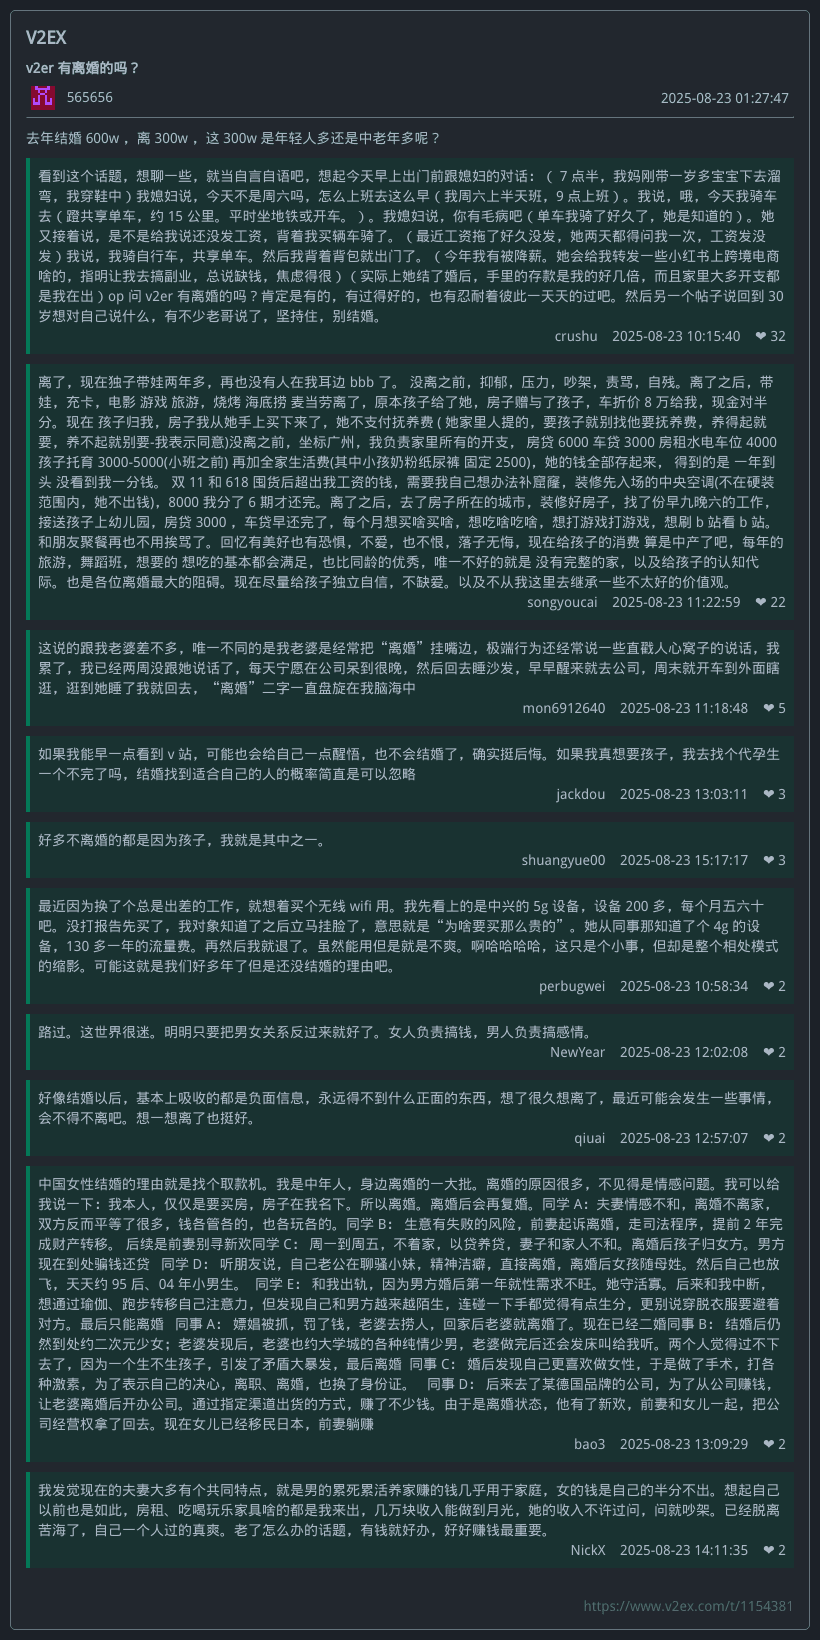 V2EX
v2er 有离婚的吗？
565656
2025-08-23 01:27:47
去年结婚 600w ，离 300w ，这 300w 是年轻人多还是中老年多呢？
看到这个话题，想聊一些，就当自言自语吧，想起今天早上出门前跟媳妇的对话：（ 7 点半，我妈刚带一岁多宝宝下去溜
弯，我穿鞋中）我媳妇说，今天不是周六吗，怎么上班去这么早（我周六上半天班，9 点上班）。我说，哦，今天我骑车
去（蹬共享单车，约 15 公里。平时坐地铁或开车。）。我媳妇说，你有毛病吧（单车我骑了好久了，她是知道的）。她
又接着说，是不是给我说还没发工资，背着我买辆车骑了。（最近工资拖了好久没发，她两天都得问我一次，工资发没
发）我说，我骑自行车，共享单车。然后我背着背包就出门了。（今年我有被降薪。她会给我转发一些小红书上跨境电商
啥的，指明让我去搞副业，总说缺钱，焦虑得很）（实际上她结了婚后，手里的存款是我的好几倍，而且家里大多开支都
是我在出）op 问 v2er 有离婚的吗？肯定是有的，有过得好的，也有忍耐着彼此一天天的过吧。然后另一个帖子说回到 30
岁想对自己说什么，有不少老哥说了，坚持住，别结婚。
crushu 2025-08-23 10:15:40 ❤ 32
离了，现在独子带娃两年多，再也没有人在我耳边 bbb 了。 没离之前，抑郁，压力，吵架，责骂，自残。离了之后，带
娃，充卡，电影 游戏 旅游，烧烤 海底捞 麦当劳离了，原本孩子给了她，房子赠与了孩子，车折价 8 万给我，现金对半
分。现在 孩子归我，房子我从她手上买下来了，她不支付抚养费 ( 她家里人提的，要孩子就别找他要抚养费，养得起就
要，养不起就别要-我表示同意)没离之前，坐标广州，我负责家里所有的开支， 房贷 6000 车贷 3000 房租水电车位 4000
孩子托育 3000-5000(小班之前) 再加全家生活费(其中小孩奶粉纸尿裤 固定 2500)，她的钱全部存起来， 得到的是 一年到
头 没看到我一分钱。 双 11 和 618 囤货后超出我工资的钱，需要我自己想办法补窟窿，装修先入场的中央空调(不在硬装
范围内，她不出钱)，8000 我分了 6 期才还完。离了之后，去了房子所在的城市，装修好房子，找了份早九晚六的工作，
接送孩子上幼儿园，房贷 3000 ，车贷早还完了，每个月想买啥买啥，想吃啥吃啥，想打游戏打游戏，想刷 b 站看 b 站。
和朋友聚餐再也不用挨骂了。回忆有美好也有恐惧，不爱，也不恨，落子无悔，现在给孩子的消费 算是中产了吧，每年的
旅游，舞蹈班，想要的 想吃的基本都会满足，也比同龄的优秀，唯一不好的就是 没有完整的家，以及给孩子的认知代
际。也是各位离婚最大的阻碍。现在尽量给孩子独立自信，不缺爱。以及不从我这里去继承一些不太好的价值观。
songyoucai 2025-08-23 11:22:59 ❤ 22
这说的跟我老婆差不多，唯一不同的是我老婆是经常把“离婚”挂嘴边，极端行为还经常说一些直戳人心窝子的说话，我
累了，我已经两周没跟她说话了，每天宁愿在公司呆到很晚，然后回去睡沙发，早早醒来就去公司，周末就开车到外面瞎
逛，逛到她睡了我就回去，“离婚”二字一直盘旋在我脑海中
mon6912640 2025-08-23 11:18:48 ❤ 5
如果我能早一点看到 v 站，可能也会给自己一点醒悟，也不会结婚了，确实挺后悔。如果我真想要孩子，我去找个代孕生
一个不完了吗，结婚找到适合自己的人的概率简直是可以忽略
jackdou 2025-08-23 13:03:11 ❤ 3
好多不离婚的都是因为孩子，我就是其中之一。
shuangyue00 2025-08-23 15:17:17 ❤ 3
最近因为换了个总是出差的工作，就想着买个无线 wifi 用。我先看上的是中兴的 5g 设备，设备 200 多，每个月五六十
吧。没打报告先买了，我对象知道了之后立马挂脸了，意思就是“为啥要买那么贵的”。她从同事那知道了个 4g 的设
备，130 多一年的流量费。再然后我就退了。虽然能用但是就是不爽。啊哈哈哈哈，这只是个小事，但却是整个相处模式
的缩影。可能这就是我们好多年了但是还没结婚的理由吧。
perbugwei 2025-08-23 10:58:34 ❤ 2
路过。这世界很迷。明明只要把男女关系反过来就好了。女人负责搞钱，男人负责搞感情。
NewYear 2025-08-23 12:02:08 ❤ 2
好像结婚以后，基本上吸收的都是负面信息，永远得不到什么正面的东西，想了很久想离了，最近可能会发生一些事情，
会不得不离吧。想一想离了也挺好。
qiuai 2025-08-23 12:57:07 ❤ 2
中国女性结婚的理由就是找个取款机。我是中年人，身边离婚的一大批。离婚的原因很多，不见得是情感问题。我可以给
我说一下：我本人，仅仅是要买房，房子在我名下。所以离婚。离婚后会再复婚。同学 A: 夫妻情感不和，离婚不离家，
双方反而平等了很多，钱各管各的，也各玩各的。同学 B: 生意有失败的风险，前妻起诉离婚，走司法程序，提前 2 年完
成财产转移。 后续是前妻别寻新欢同学 C: 周一到周五，不着家，以贷养贷，妻子和家人不和。离婚后孩子归女方。男方
现在到处骗钱还贷 同学 D: 听朋友说，自己老公在聊骚小妹，精神洁癖，直接离婚，离婚后女孩随母姓。然后自己也放
飞，天天约 95 后、04 年小男生。 同学 E: 和我出轨，因为男方婚后第一年就性需求不旺。她守活寡。后来和我中断，
想通过瑜伽、跑步转移自己注意力，但发现自己和男方越来越陌生，连碰一下手都觉得有点生分，更别说穿脱衣服要避着
对方。最后只能离婚 同事 A: 嫖娼被抓，罚了钱，老婆去捞人，回家后老婆就离婚了。现在已经二婚同事 B: 结婚后仍
然到处约二次元少女；老婆发现后，老婆也约大学城的各种纯情少男，老婆做完后还会发床叫给我听。两个人觉得过不下
去了，因为一个生不生孩子，引发了矛盾大暴发，最后离婚 同事 C: 婚后发现自己更喜欢做女性，于是做了手术，打各
种激素，为了表示自己的决心，离职、离婚，也换了身份证。 同事 D: 后来去了某德国品牌的公司，为了从公司赚钱，
让老婆离婚后开办公司。通过指定渠道出货的方式，赚了不少钱。由于是离婚状态，他有了新欢，前妻和女儿一起，把公
司经营权拿了回去。现在女儿已经移民日本，前妻躺赚
bao3 2025-08-23 13:09:29 ❤ 2
我发觉现在的夫妻大多有个共同特点，就是男的累死累活养家赚的钱几乎用于家庭，女的钱是自己的半分不出。想起自己
以前也是如此，房租、吃喝玩乐家具啥的都是我来出，几万块收入能做到月光，她的收入不许过问，问就吵架。已经脱离
苦海了，自己一个人过的真爽。老了怎么办的话题，有钱就好办，好好赚钱最重要。
NickX 2025-08-23 14:11:35 ❤ 2
https://www.v2ex.com/t/1154381